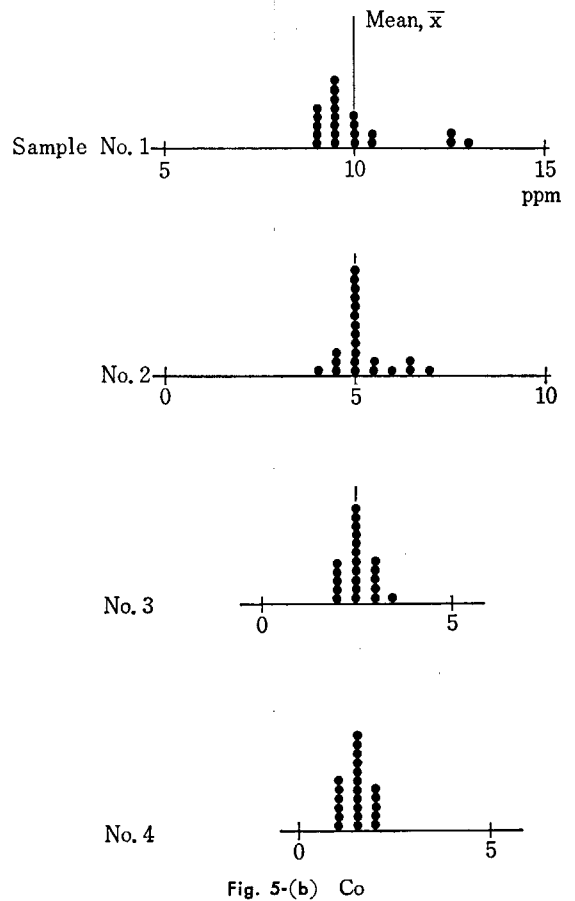 Mean, x̅
Sample No. 1
5 10 15
ppm
No. 2
0 5 10
No. 3
0 5
No. 4
0 5
Fig. 5-(b) Co